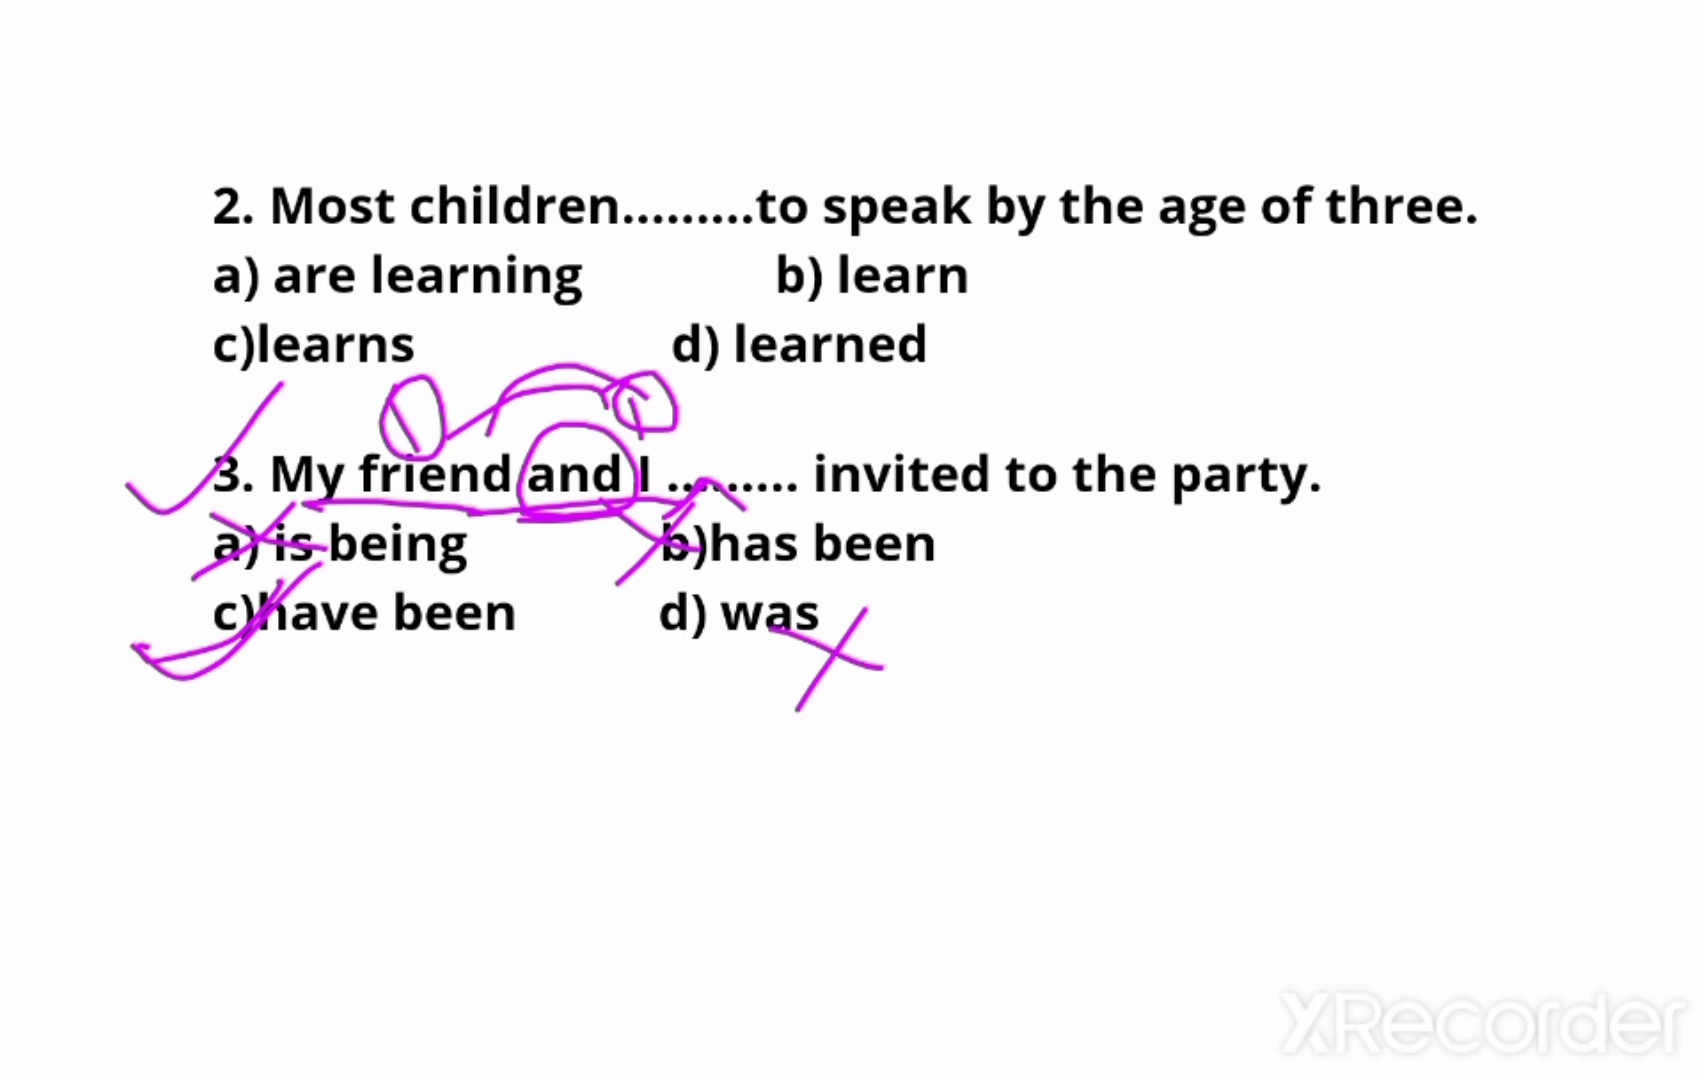 2. Most children.........to speak by the age of three.
a) are learning b) learn
c)learns d) learned
3. My friend and I ......... invited to the party.
a) is being b)has been
c)have been d) was
XRecorder